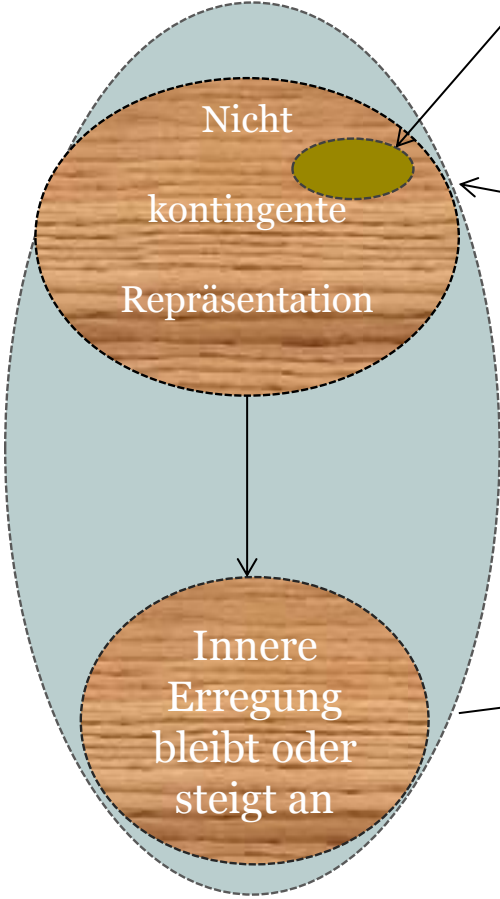 Nicht
kontingente
Repräsentation
Innere
Erregung
bleibt oder
steigt an